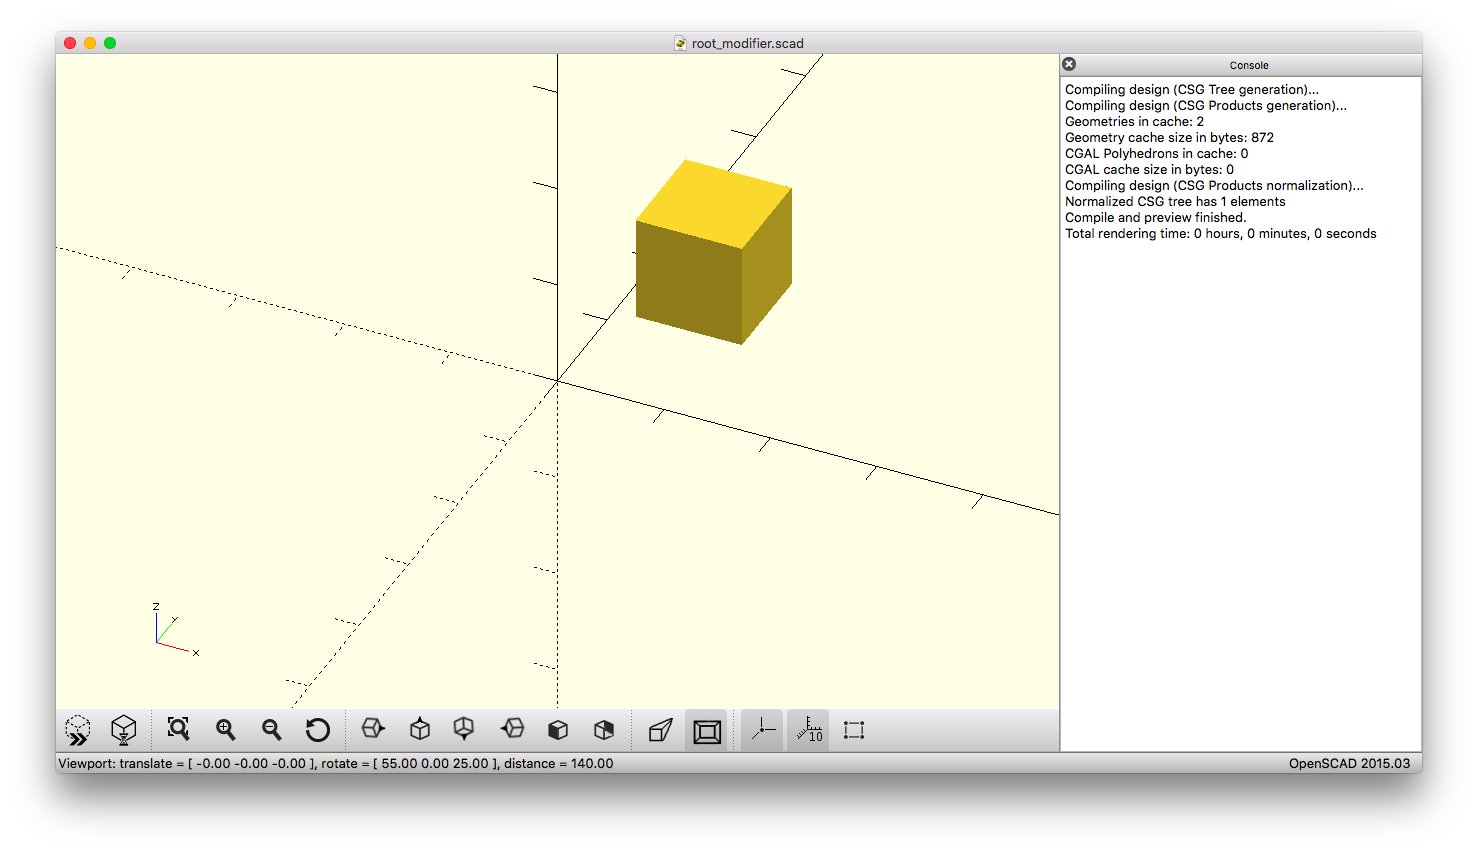 root_modifier.scad
Console
Compiling design (CSG Tree generation)...
Compiling design (CSG Products generation)...
Geometries in cache: 2
Geometry cache size in bytes: 872
CGAL Polyhedrons in cache: 0
CGAL cache size in bytes: 0
Compiling design (CSG Products normalization)...
Normalized CSG tree has 1 elements
Compile and preview finished.
Total rendering time: 0 hours, 0 minutes, 0 seconds
Z
Y
X
10
Viewport: translate = [ -0.00 -0.00 -0.00 ], rotate = [ 55.00 0.00 25.00 ], distance = 140.00
OpenSCAD 2015.03